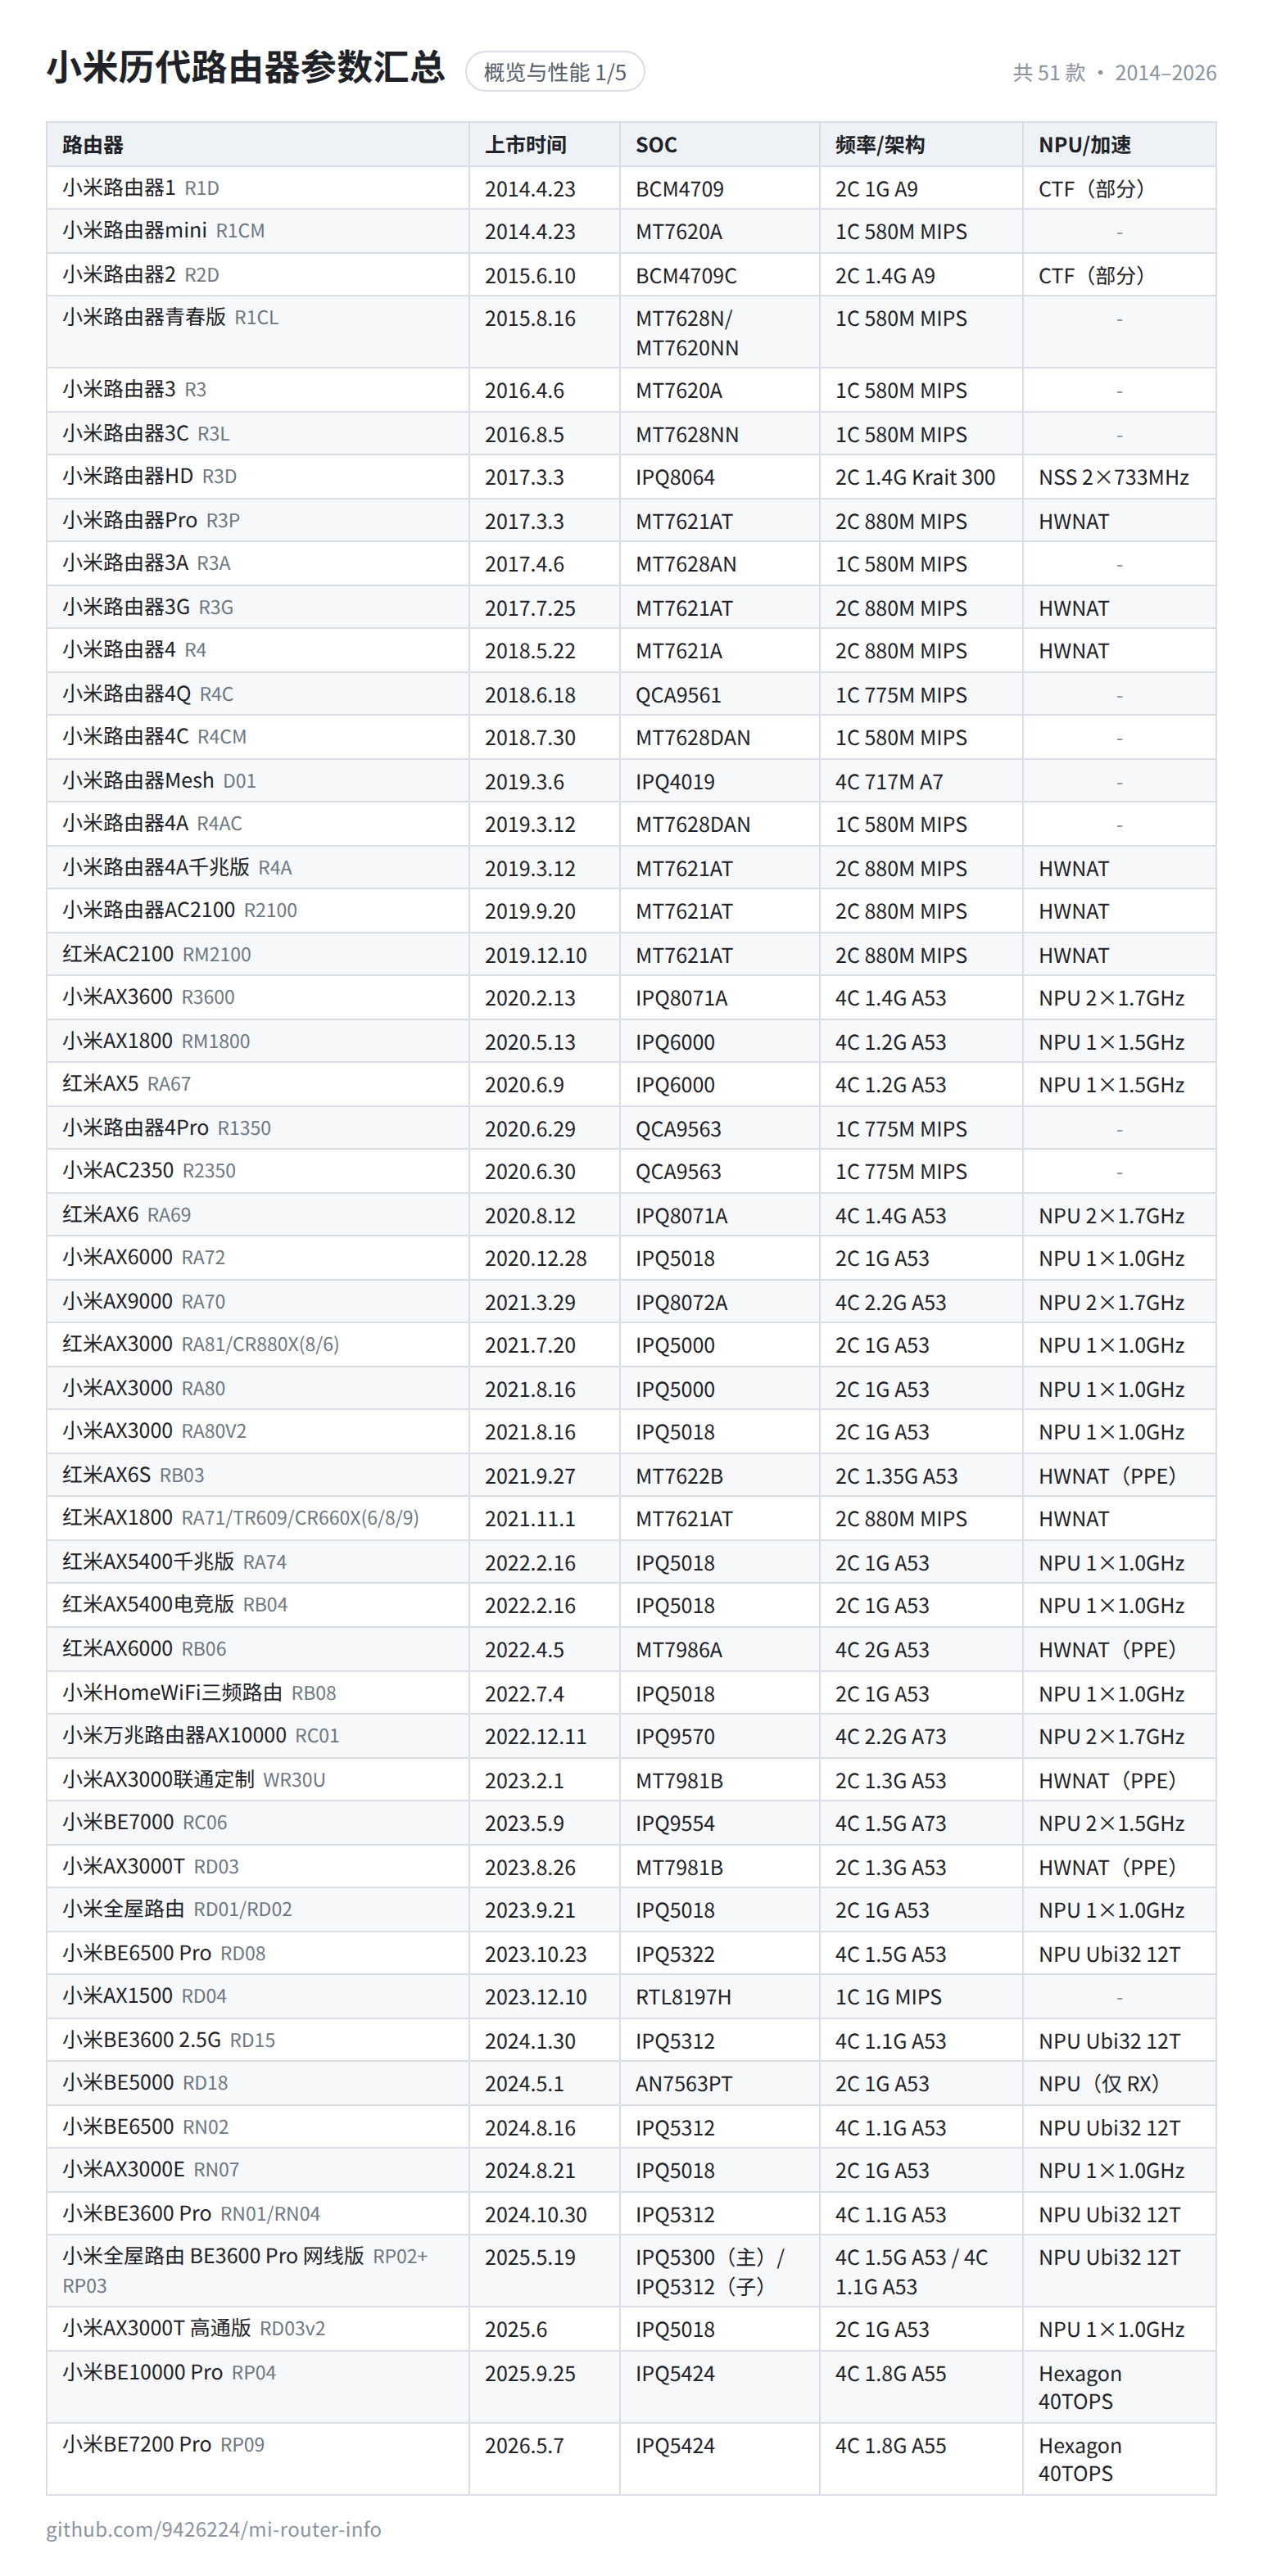 小米历代路由器参数汇总 概览与性能 1/5 共 51 款 • 2014–2026
路由器 上市时间 SOC 频率/架构 NPU/加速
小米路由器1 R1D 2014.4.23 BCM4709 2C 1G A9 CTF（部分）
小米路由器mini R1CM 2014.4.23 MT7620A 1C 580M MIPS -
小米路由器2 R2D 2015.6.10 BCM4709C 2C 1.4G A9 CTF（部分）
小米路由器青春版 R1CL 2015.8.16 MT7628N/ 1C 580M MIPS -
MT7620NN
小米路由器3 R3 2016.4.6 MT7620A 1C 580M MIPS -
小米路由器3C R3L 2016.8.5 MT7628NN 1C 580M MIPS -
小米路由器HD R3D 2017.3.3 IPQ8064 2C 1.4G Krait 300 NSS 2×733MHz
小米路由器Pro R3P 2017.3.3 MT7621AT 2C 880M MIPS HWNAT
小米路由器3A R3A 2017.4.6 MT7628AN 1C 580M MIPS -
小米路由器3G R3G 2017.7.25 MT7621AT 2C 880M MIPS HWNAT
小米路由器4 R4 2018.5.22 MT7621A 2C 880M MIPS HWNAT
小米路由器4Q R4C 2018.6.18 QCA9561 1C 775M MIPS -
小米路由器4C R4CM 2018.7.30 MT7628DAN 1C 580M MIPS -
小米路由器Mesh D01 2019.3.6 IPQ4019 4C 717M A7 -
小米路由器4A R4AC 2019.3.12 MT7628DAN 1C 580M MIPS -
小米路由器4A千兆版 R4A 2019.3.12 MT7621AT 2C 880M MIPS HWNAT
小米路由器AC2100 R2100 2019.9.20 MT7621AT 2C 880M MIPS HWNAT
红米AC2100 RM2100 2019.12.10 MT7621AT 2C 880M MIPS HWNAT
小米AX3600 R3600 2020.2.13 IPQ8071A 4C 1.4G A53 NPU 2×1.7GHz
小米AX1800 RM1800 2020.5.13 IPQ6000 4C 1.2G A53 NPU 1×1.5GHz
红米AX5 RA67 2020.6.9 IPQ6000 4C 1.2G A53 NPU 1×1.5GHz
小米路由器4Pro R1350 2020.6.29 QCA9563 1C 775M MIPS -
小米AC2350 R2350 2020.6.30 QCA9563 1C 775M MIPS -
红米AX6 RA69 2020.8.12 IPQ8071A 4C 1.4G A53 NPU 2×1.7GHz
小米AX6000 RA72 2020.12.28 IPQ5018 2C 1G A53 NPU 1×1.0GHz
小米AX9000 RA70 2021.3.29 IPQ8072A 4C 2.2G A53 NPU 2×1.7GHz
红米AX3000 RA81/CR880X(8/6) 2021.7.20 IPQ5000 2C 1G A53 NPU 1×1.0GHz
小米AX3000 RA80 2021.8.16 IPQ5000 2C 1G A53 NPU 1×1.0GHz
小米AX3000 RA80V2 2021.8.16 IPQ5018 2C 1G A53 NPU 1×1.0GHz
红米AX6S RB03 2021.9.27 MT7622B 2C 1.35G A53 HWNAT（PPE）
红米AX1800 RA71/TR609/CR660X(6/8/9) 2021.11.1 MT7621AT 2C 880M MIPS HWNAT
红米AX5400千兆版 RA74 2022.2.16 IPQ5018 2C 1G A53 NPU 1×1.0GHz
红米AX5400电竞版 RB04 2022.2.16 IPQ5018 2C 1G A53 NPU 1×1.0GHz
红米AX6000 RB06 2022.4.5 MT7986A 4C 2G A53 HWNAT（PPE）
小米HomeWiFi三频路由 RB08 2022.7.4 IPQ5018 2C 1G A53 NPU 1×1.0GHz
小米万兆路由器AX10000 RC01 2022.12.11 IPQ9570 4C 2.2G A73 NPU 2×1.7GHz
小米AX3000联通定制 WR30U 2023.2.1 MT7981B 2C 1.3G A53 HWNAT（PPE）
小米BE7000 RC06 2023.5.9 IPQ9554 4C 1.5G A73 NPU 2×1.5GHz
小米AX3000T RD03 2023.8.26 MT7981B 2C 1.3G A53 HWNAT（PPE）
小米全屋路由 RD01/RD02 2023.9.21 IPQ5018 2C 1G A53 NPU 1×1.0GHz
小米BE6500 Pro RD08 2023.10.23 IPQ5322 4C 1.5G A53 NPU Ubi32 12T
小米AX1500 RD04 2023.12.10 RTL8197H 1C 1G MIPS -
小米BE3600 2.5G RD15 2024.1.30 IPQ5312 4C 1.1G A53 NPU Ubi32 12T
小米BE5000 RD18 2024.5.1 AN7563PT 2C 1G A53 NPU（仅 RX）
小米BE6500 RN02 2024.8.16 IPQ5312 4C 1.1G A53 NPU Ubi32 12T
小米AX3000E RN07 2024.8.21 IPQ5018 2C 1G A53 NPU 1×1.0GHz
小米BE3600 Pro RN01/RN04 2024.10.30 IPQ5312 4C 1.1G A53 NPU Ubi32 12T
小米全屋路由 BE3600 Pro 网线版 RP02+ 2025.5.19 IPQ5300（主）/ 4C 1.5G A53 / 4C NPU Ubi32 12T
RP03 IPQ5312（子） 1.1G A53
小米AX3000T 高通版 RD03v2 2025.6 IPQ5018 2C 1G A53 NPU 1×1.0GHz
小米BE10000 Pro RP04 2025.9.25 IPQ5424 4C 1.8G A55 Hexagon
40TOPS
小米BE7200 Pro RP09 2026.5.7 IPQ5424 4C 1.8G A55 Hexagon
40TOPS
github.com/9426224/mi-router-info